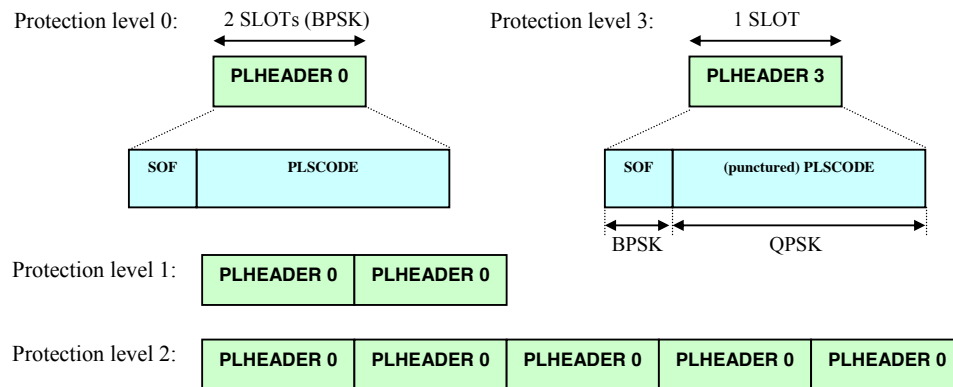 Protection level 0:
2 SLOTs (BPSK)
PLHEADER 0
SOF
PLSCODE
Protection level 3:
1 SLOT
PLHEADER 3
SOF
(punctured) PLSCODE
BPSK
QPSK
Protection level 1:
PLHEADER 0
PLHEADER 0
Protection level 2:
PLHEADER 0
PLHEADER 0
PLHEADER 0
PLHEADER 0
PLHEADER 0